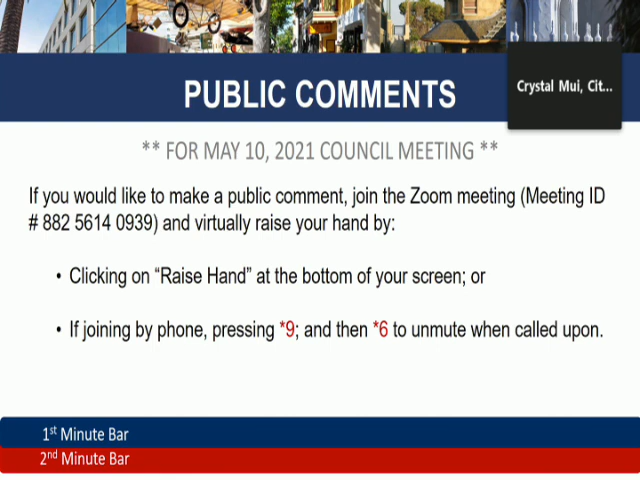 Crystal Mui, Cit...
PUBLIC COMMENTS
** FOR MAY 10, 2021 COUNCIL MEETING **
If you would like to make a public comment, join the Zoom meeting (Meeting ID
# 882 5614 0939) and virtually raise your hand by:
• Clicking on “Raise Hand” at the bottom of your screen; or
• If joining by phone, pressing *9; and then *6 to unmute when called upon.
1st Minute Bar
2nd Minute Bar